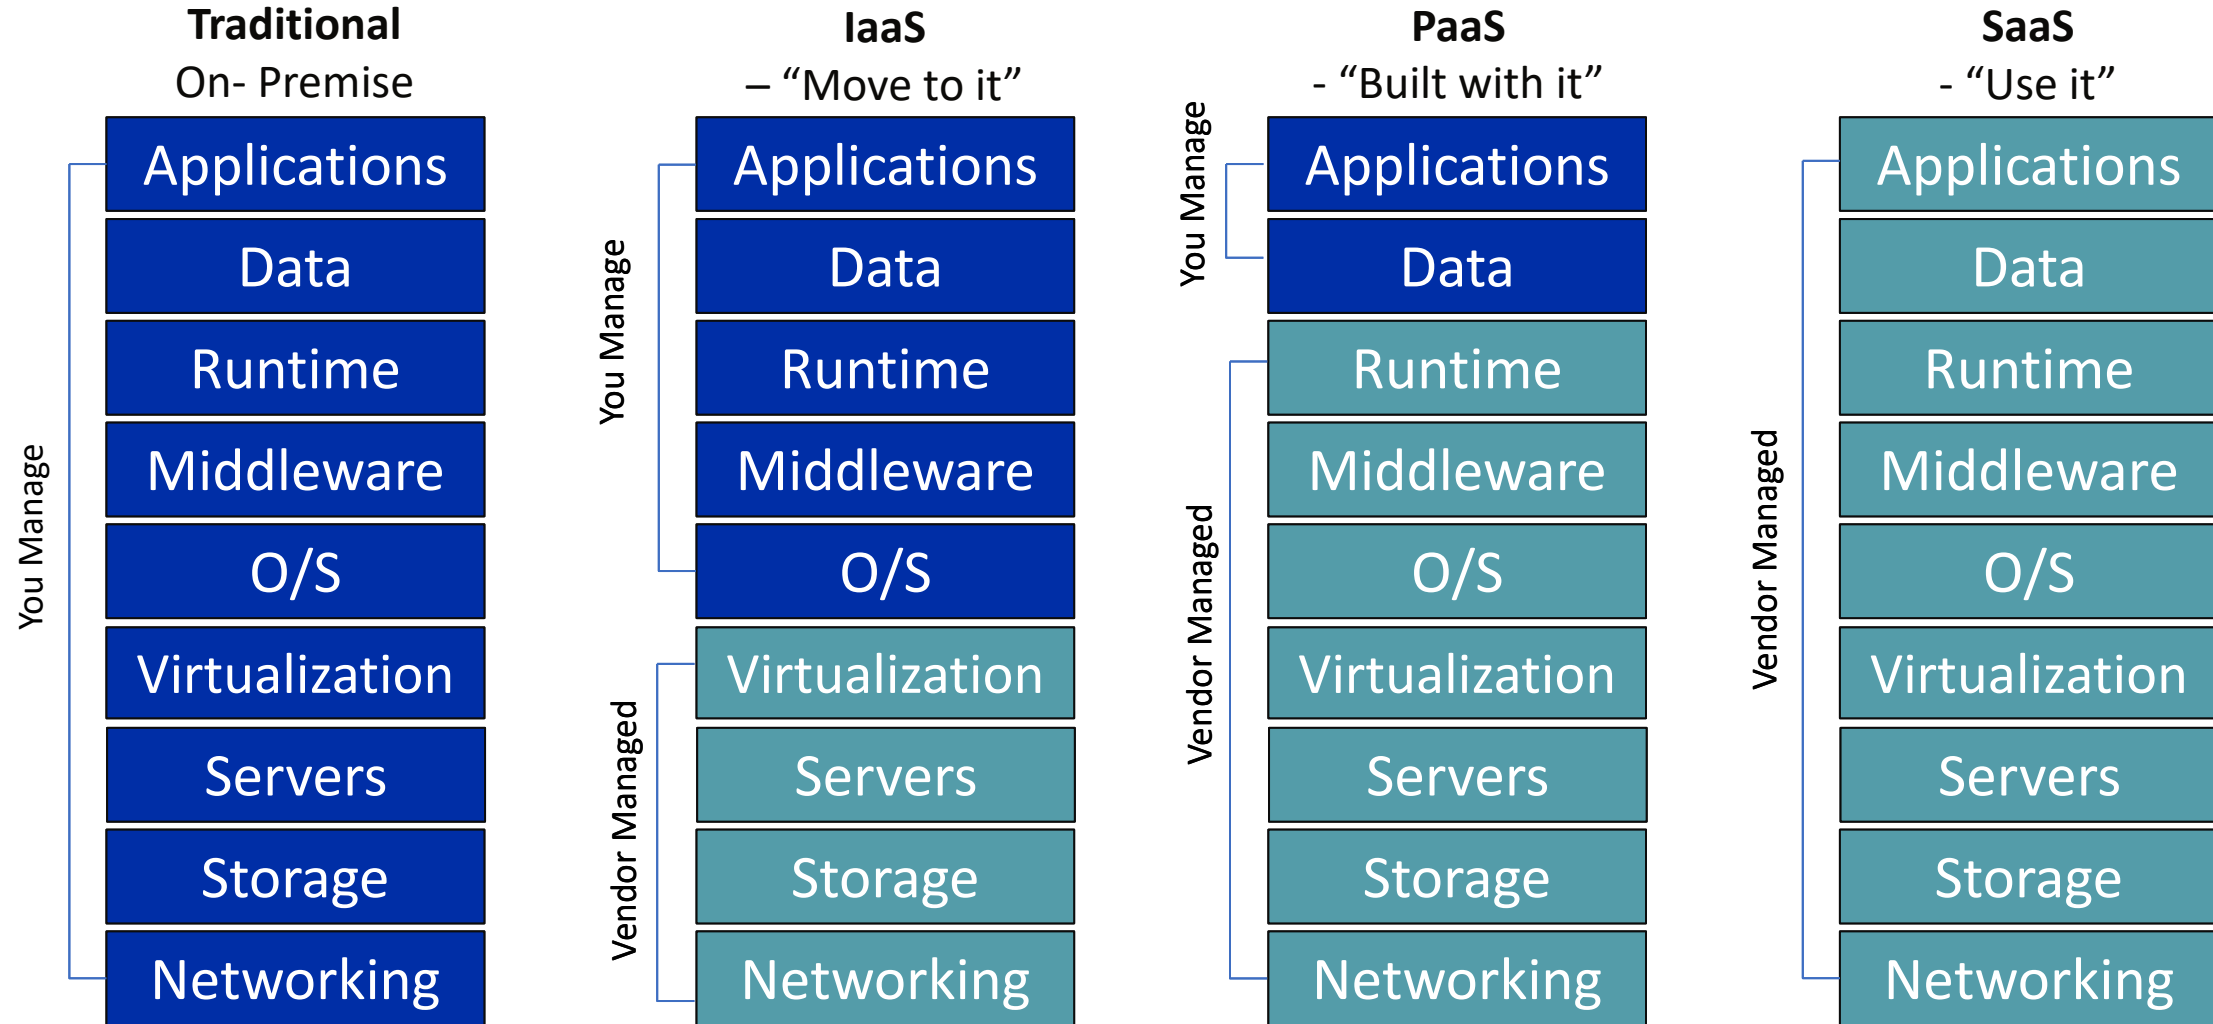 Traditional
On- Premise
You Manage
Applications
Data
Runtime
Middleware
O/S
Virtualization
Servers
Storage
Networking
IaaS
– “Move to it”
You Manage
Vendor Managed
Applications
Data
Runtime
Middleware
O/S
Virtualization
Servers
Storage
Networking
PaaS
- “Built with it”
You Manage
Vendor Managed
Applications
Data
Runtime
Middleware
O/S
Virtualization
Servers
Storage
Networking
SaaS
- “Use it”
Vendor Managed
Applications
Data
Runtime
Middleware
O/S
Virtualization
Servers
Storage
Networking